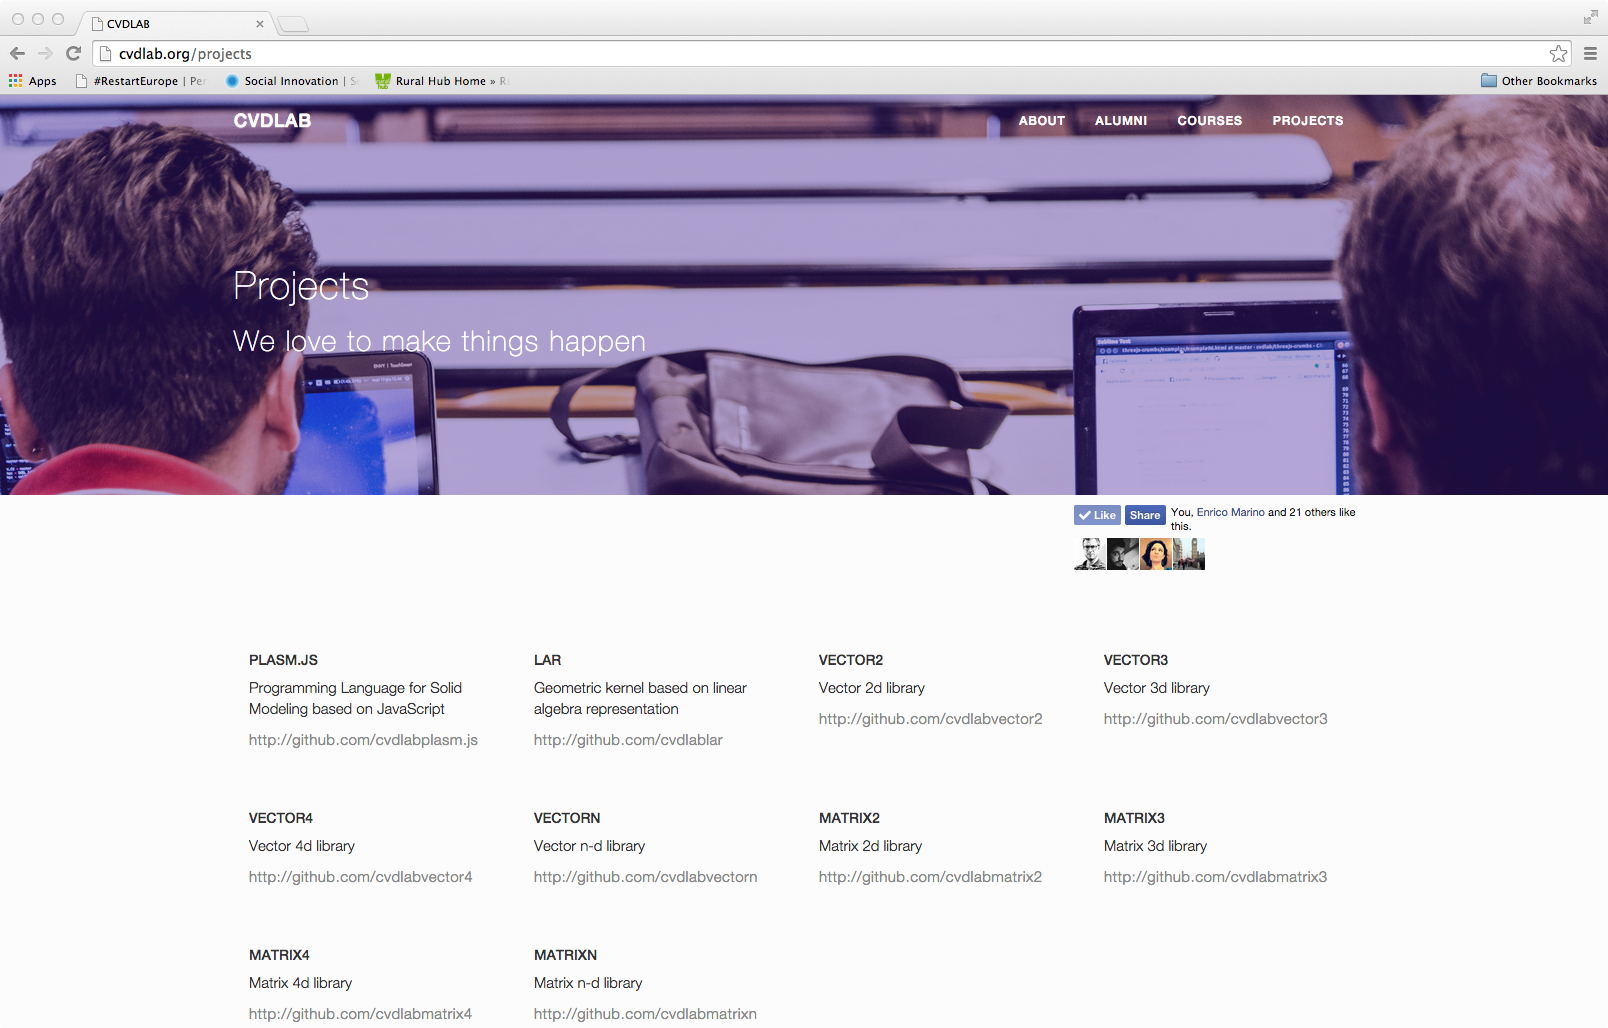 CVDLAB
cvdlab.org/projects
Apps
#RestartEurope | Per
Social Innovation | S
Rural Hub Home » R
Other Bookmarks
CVDLAB
ABOUT ALUMNI COURSES PROJECTS
Projects
We love to make things happen
ENVY | TouchSmart
Sublime Text
Like Share You, Enrico Marino and 21 others like
this.
PLASM.JS
Programming Language for Solid
Modeling based on JavaScript
http://github.com/cvdlabplasm.js
LAR
Geometric kernel based on linear
algebra representation
http://github.com/cvdlablar
VECTOR2
Vector 2d library
http://github.com/cvdlabvector2
VECTOR3
Vector 3d library
http://github.com/cvdlabvector3
VECTOR4
Vector 4d library
http://github.com/cvdlabvector4
VECTORN
Vector n-d library
http://github.com/cvdlabvectorn
MATRIX2
Matrix 2d library
http://github.com/cvdlabmatrix2
MATRIX3
Matrix 3d library
http://github.com/cvdlabmatrix3
MATRIX4
Matrix 4d library
http://github.com/cvdlabmatrix4
MATRIXN
Matrix n-d library
http://github.com/cvdlabmatrixn